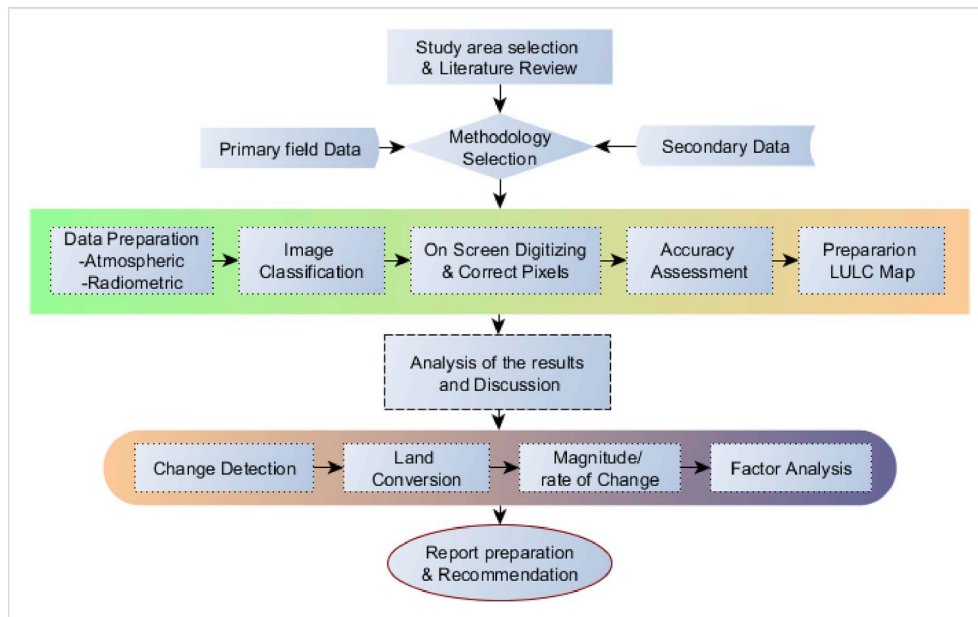 Study area selection
& Literature Review
Primary field Data
Methodology
Selection
Secondary Data
Data Preparation
-Atmospheric
-Radiometric
Image
Classification
On Screen Digitizing
& Correct Pixels
Accuracy
Assessment
Prepararion
LULC Map
Analysis of the results
and Discussion
Change Detection
Land
Conversion
Magnitude/
rate of Change
Factor Analysis
Report preparation
& Recommendation